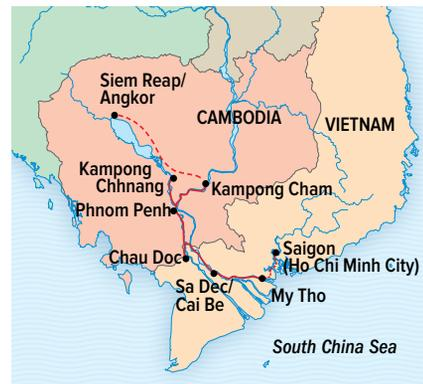 Siem Reap/
Angkor
CAMBODIA
VIETNAM
Kampong
Chhnang
Kampong Cham
Phnom Penh
Chau Doc
Saigon
(Ho Chi Minh City)
Sa Dec/
Cai Be
My Tho
South China Sea